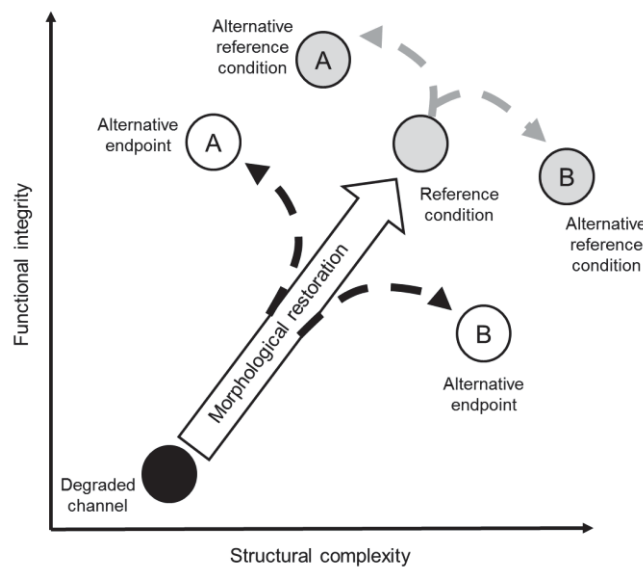 Alternative
reference
condition
A
Alternative
endpoint
A
Reference
condition
B
Alternative
reference
condition
Functional integrity
Morphological restoration
B
Alternative
endpoint
Degraded
channel
Structural complexity